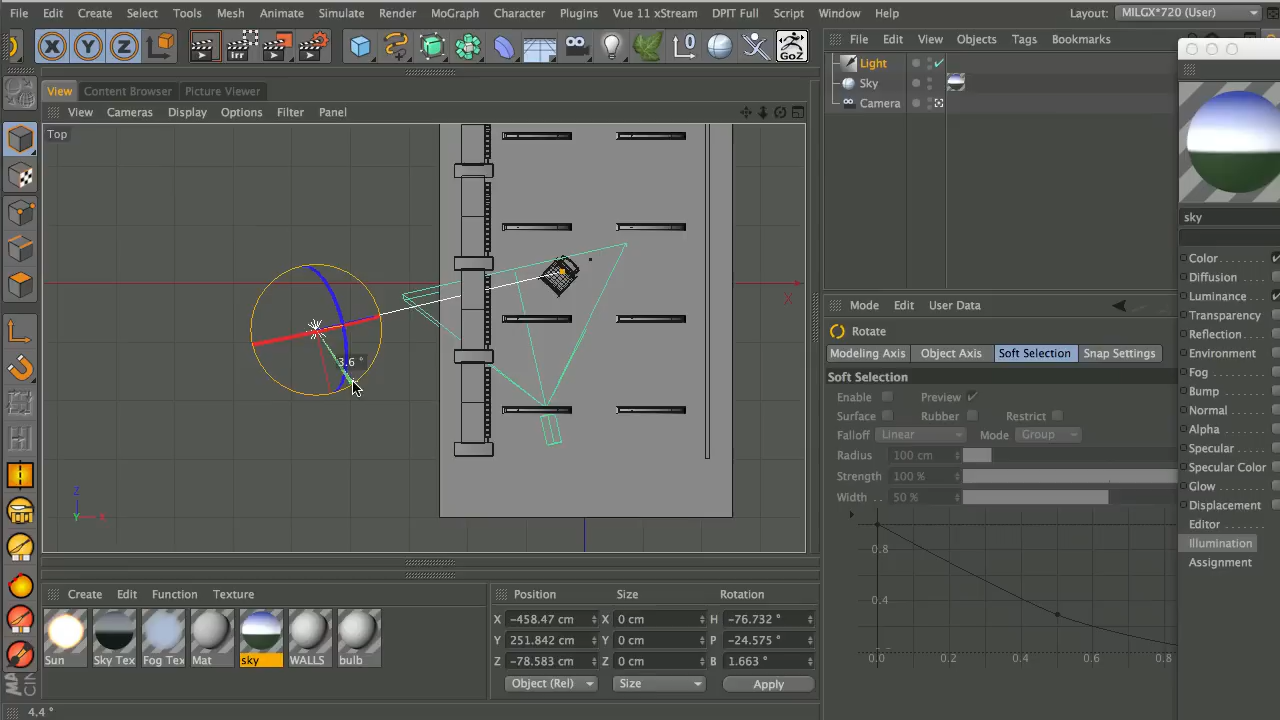 File Edit Create Select Tools Mesh Animate Simulate Render MoGraph Character Plugins Vue 11 xStream DPIT Full Script Window Help Layout: MILGX*720 (User)
X Y Z GoZ
File Edit View Objects Tags Bookmarks
Light
Sky
Camera
View Content Browser Picture Viewer
View Cameras Display Options Filter Panel
Top
3.6 °
X
Z
Y X
sky
Color
Diffusion
Luminance
Transparency
Reflection
Environment
Fog
Bump
Normal
Alpha
Specular
Specular Color
Glow
Displacement
Editor
Illumination
Assignment
Mode Edit User Data
Rotate
Modeling Axis Object Axis Soft Selection Snap Settings
Soft Selection
Enable Preview
Surface Rubber Restrict
Falloff Linear Mode Group
Radius 100 cm
Strength 100 %
Width 50 %
0.8
0.4
0.0 0.2 0.4 0.6 0.8
Create Edit Function Texture
Sun Sky Tex Fog Tex Mat sky WALLS bulb
Position Size Rotation
X -458.47 cm X 0 cm H -76.732 °
Y 251.842 cm Y 0 cm P -24.575 °
Z -78.583 cm Z 0 cm B 1.663 °
Object (Rel) Size Apply
4.4 °